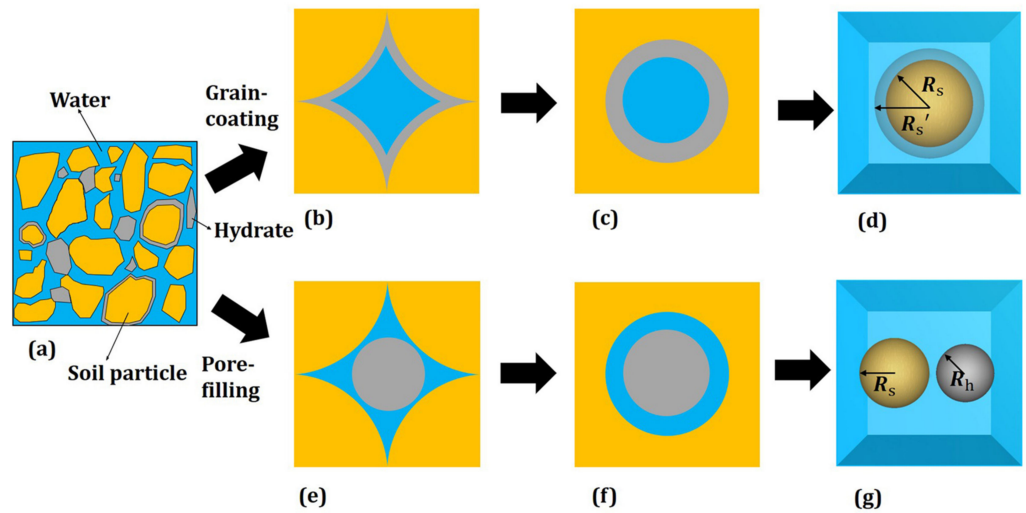 Water
Grain-
coating
Hydrate
Soil particle
Pore-
filling
(a)
(b)
(c)
Rs
Rs′
(d)
(e)
(f)
Rs
Rh
(g)